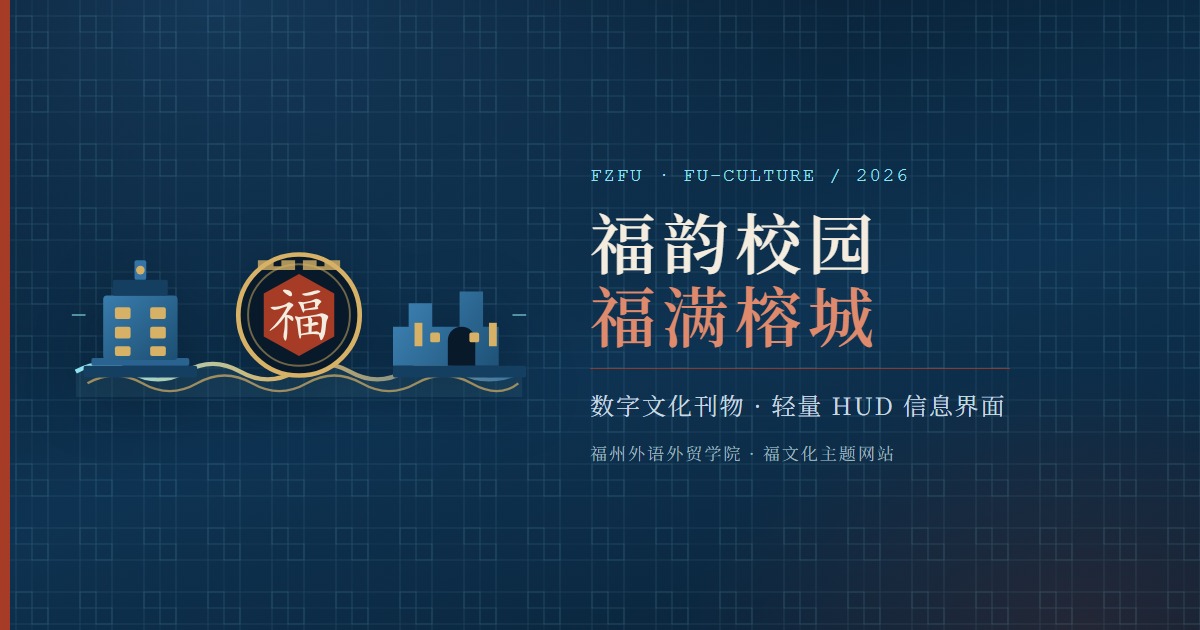 福
FZFU · FU-CULTURE / 2026
福韵校园
福满榕城
数字文化刊物 · 轻量 HUD 信息界面
福州外语外贸学院 · 福文化主题网站